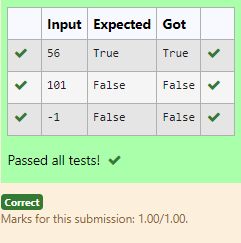 Input Expected Got
56 True True
101 False False
-1 False False
Passed all tests!
Correct
Marks for this submission: 1.00/1.00.